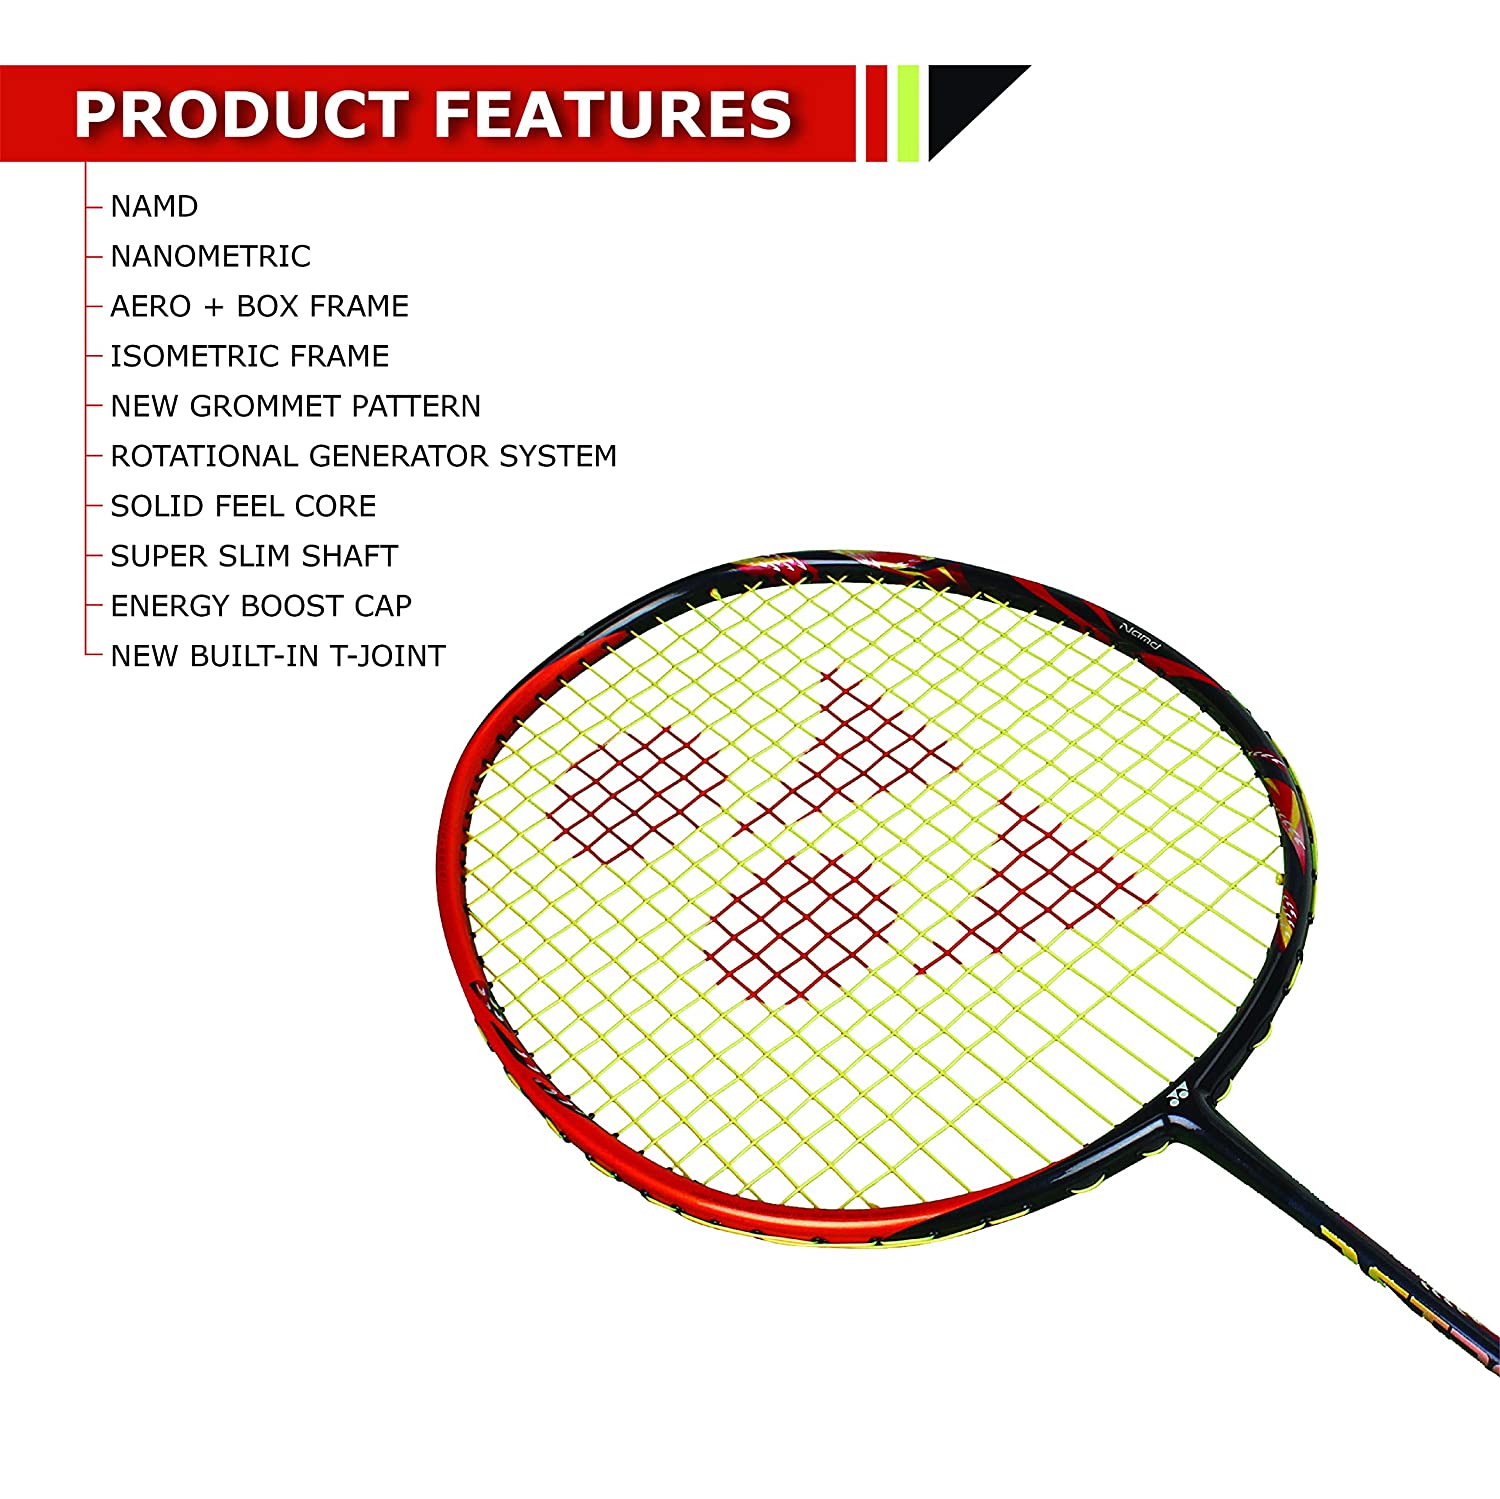 PRODUCT FEATURES
NAMD
NANOMETRIC
AERO + BOX FRAME
ISOMETRIC FRAME
NEW GROMMET PATTERN
ROTATIONAL GENERATOR SYSTEM
SOLID FEEL CORE
SUPER SLIM SHAFT
ENERGY BOOST CAP
NEW BUILT-IN T-JOINT
Namd